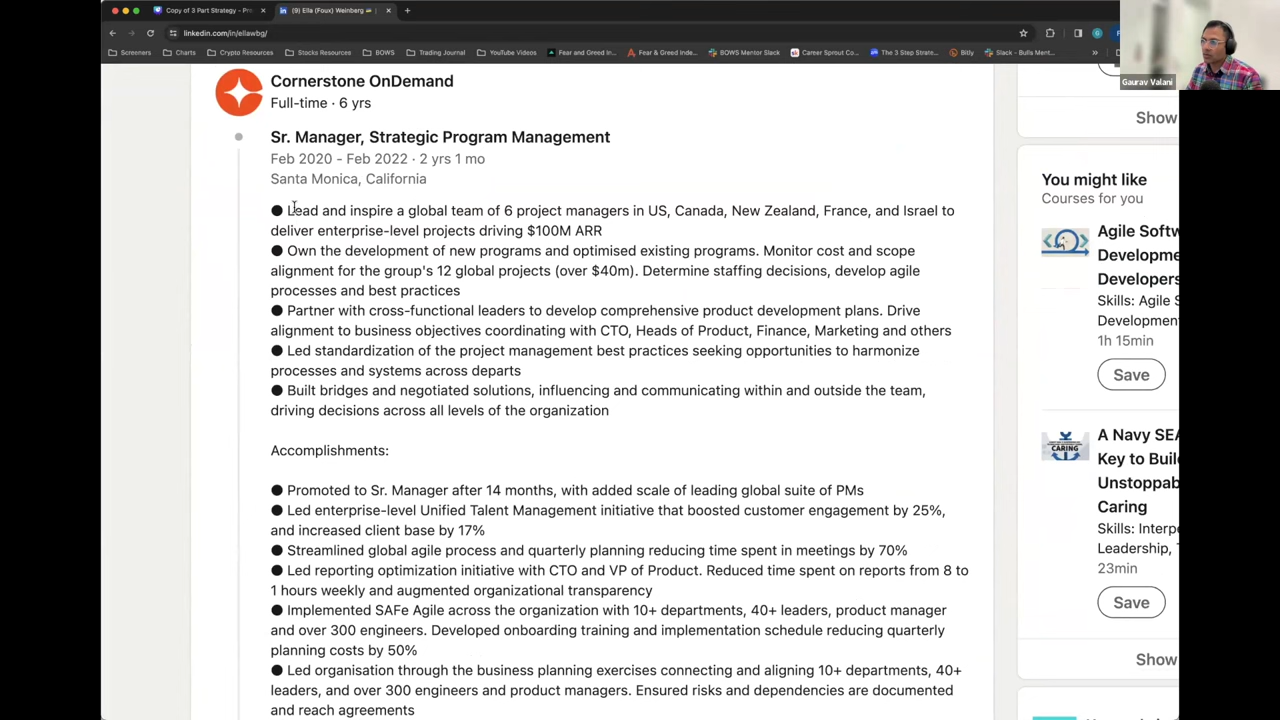 Copy of 3 Part Strategy - Pro
(9) Ella (Foux) Weinberg
linkedin.com/in/ellawbg/
Screeners
Charts
Crypto Resources
Stocks Resources
BOWS
Trading Journal
YouTube Videos
Fear and Greed In...
Fear & Greed Inde...
BOWS Mentor Slack
Career Sprout Co...
The 3 Step Strate...
Bitly
Slack - Bulls Ment...
Gaurav Valani
Cornerstone OnDemand
Full-time · 6 yrs
Sr. Manager, Strategic Program Management
Feb 2020 - Feb 2022 · 2 yrs 1 mo
Santa Monica, California
● Lead and inspire a global team of 6 project managers in US, Canada, New Zealand, France, and Israel to
deliver enterprise-level projects driving $100M ARR
● Own the development of new programs and optimised existing programs. Monitor cost and scope
alignment for the group's 12 global projects (over $40m). Determine staffing decisions, develop agile
processes and best practices
● Partner with cross-functional leaders to develop comprehensive product development plans. Drive
alignment to business objectives coordinating with CTO, Heads of Product, Finance, Marketing and others
● Led standardization of the project management best practices seeking opportunities to harmonize
processes and systems across departs
● Built bridges and negotiated solutions, influencing and communicating within and outside the team,
driving decisions across all levels of the organization
Accomplishments:
● Promoted to Sr. Manager after 14 months, with added scale of leading global suite of PMs
● Led enterprise-level Unified Talent Management initiative that boosted customer engagement by 25%,
and increased client base by 17%
● Streamlined global agile process and quarterly planning reducing time spent in meetings by 70%
● Led reporting optimization initiative with CTO and VP of Product. Reduced time spent on reports from 8 to
1 hours weekly and augmented organizational transparency
● Implemented SAFe Agile across the organization with 10+ departments, 40+ leaders, product manager
and over 300 engineers. Developed onboarding training and implementation schedule reducing quarterly
planning costs by 50%
● Led organisation through the business planning exercises connecting and aligning 10+ departments, 40+
leaders, and over 300 engineers and product managers. Ensured risks and dependencies are documented
and reach agreements
Show
You might like
Courses for you
Agile Softw
Developme
Developers
Skills: Agile S
Development
1h 15min
Save
A Navy SEA
Key to Buil
Unstoppab
Caring
Skills: Interp
Leadership, T
23min
Save
Show